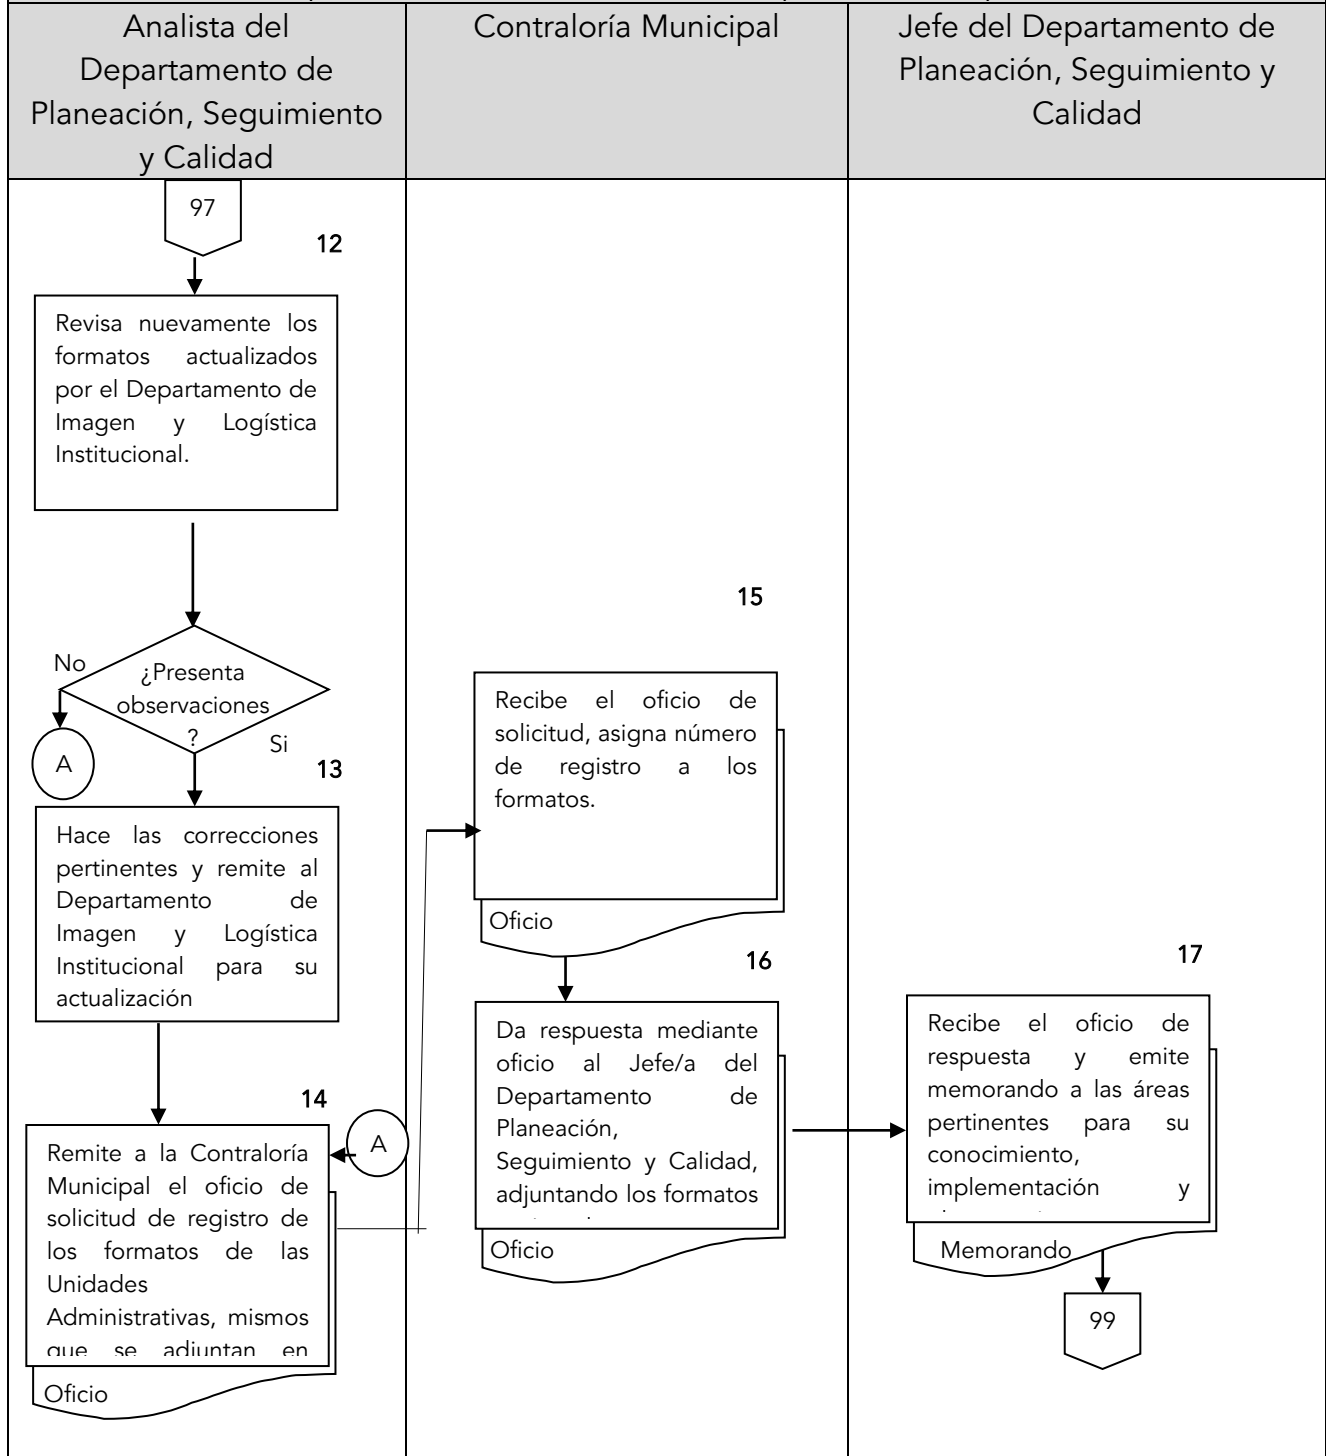 Analista del
Departamento de
Planeación, Seguimiento
y Calidad
Contraloría Municipal
Jefe del Departamento de
Planeación, Seguimiento y
Calidad
97
12
Revisa nuevamente los
formatos actualizados
por el Departamento de
Imagen y Logística
Institucional.
No
¿Presenta
observaciones
?
Si
A
13
Hace las correcciones
pertinentes y remite al
Departamento de
Imagen y Logística
Institucional para su
actualización
14
A
Remite a la Contraloría
Municipal el oficio de
solicitud de registro de
los formatos de las
Unidades
Administrativas, mismos
que se adjuntan en
Oficio
15
Recibe el oficio de
solicitud, asigna número
de registro a los
formatos.
Oficio
16
Da respuesta mediante
oficio al Jefe/a del
Departamento de
Planeación,
Seguimiento y Calidad,
adjuntando los formatos
Oficio
17
Recibe el oficio de
respuesta y emite
memorando a las áreas
pertinentes para su
conocimiento,
implementación y
Memorando
99